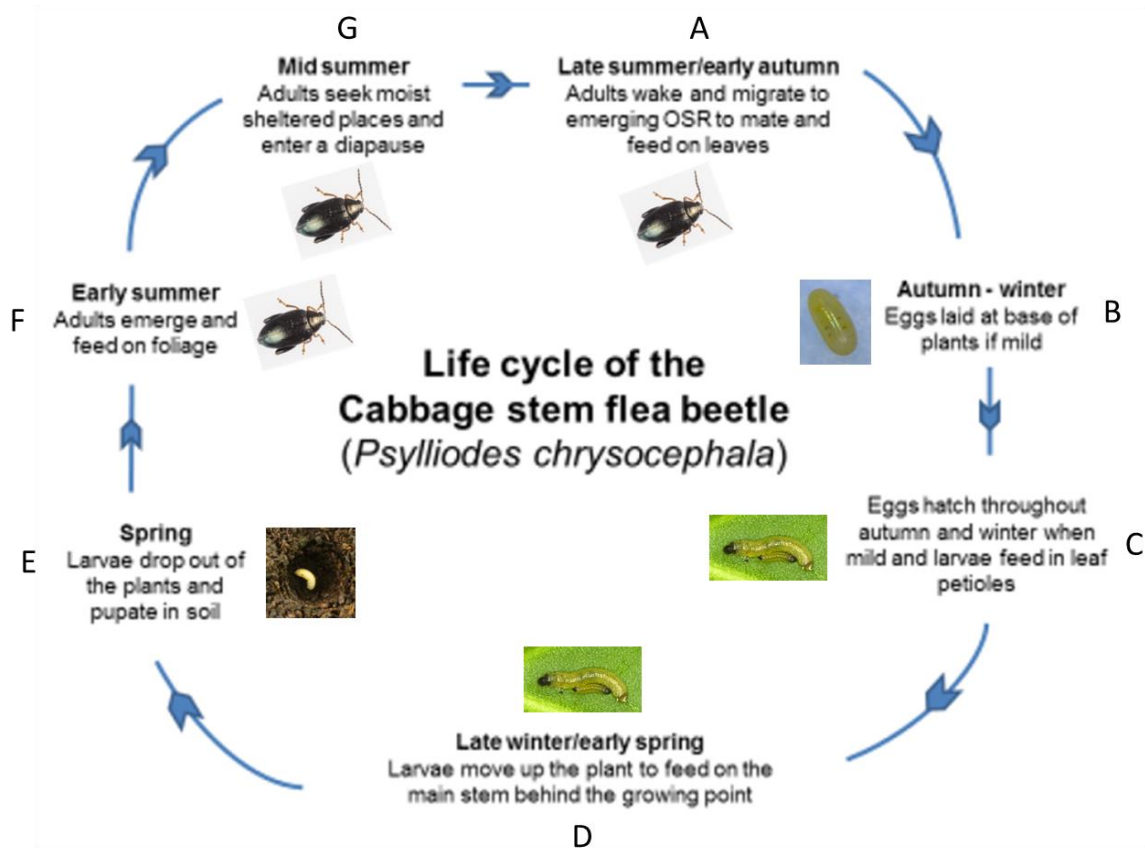 G
Mid summer
Adults seek moist
sheltered places and
enter a diapause
A
Late summer/early autumn
Adults wake and migrate to
emerging OSR to mate and
feed on leaves
B
Autumn - winter
Eggs laid at base of
plants if mild
C
Eggs hatch throughout
autumn and winter when
mild and larvae feed in leaf
petioles
D
Late winter/early spring
Larvae move up the plant to feed on the
main stem behind the growing point
E
Spring
Larvae drop out of
the plants and
pupate in soil
F
Early summer
Adults emerge and
feed on foliage
Life cycle of the
Cabbage stem flea beetle
(Psylliodes chrysocephala)